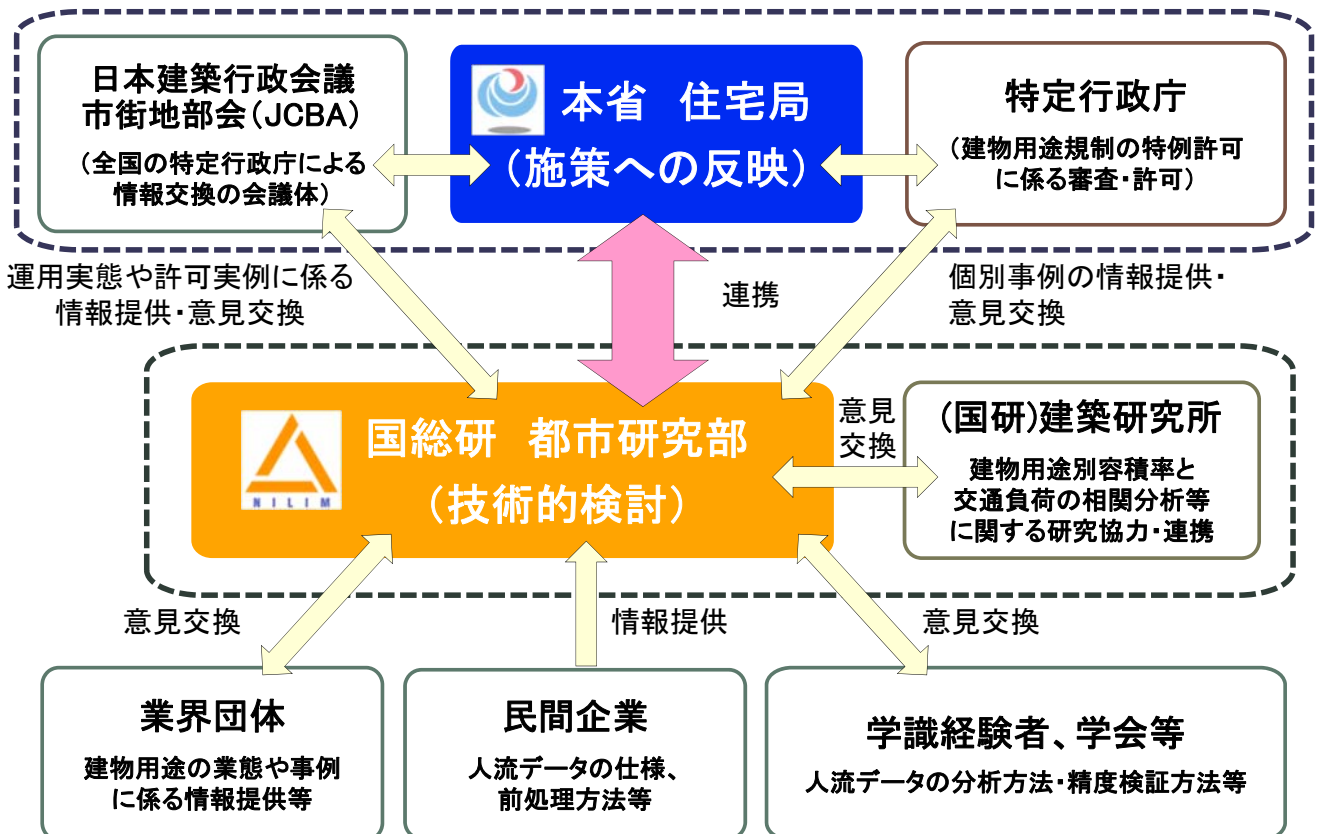 日本建築行政会議
市街地部会(JCBA)
(全国の特定行政庁による
情報交換の会議体)
本省 住宅局
(施策への反映)
特定行政庁
(建物用途規制の特例許可
に係る審査・許可)
運用実態や許可実例に係る
情報提供・意見交換
連携
個別事例の情報提供・
意見交換
NILIM
国総研 都市研究部
(技術的検討)
意見
交換
(国研)建築研究所
建物用途別容積率と
交通負荷の相関分析等
に関する研究協力・連携
意見交換
情報提供
意見交換
業界団体
建物用途の業態や事例
に係る情報提供等
民間企業
人流データの仕様、
前処理方法等
学識経験者、学会等
人流データの分析方法・精度検証方法等